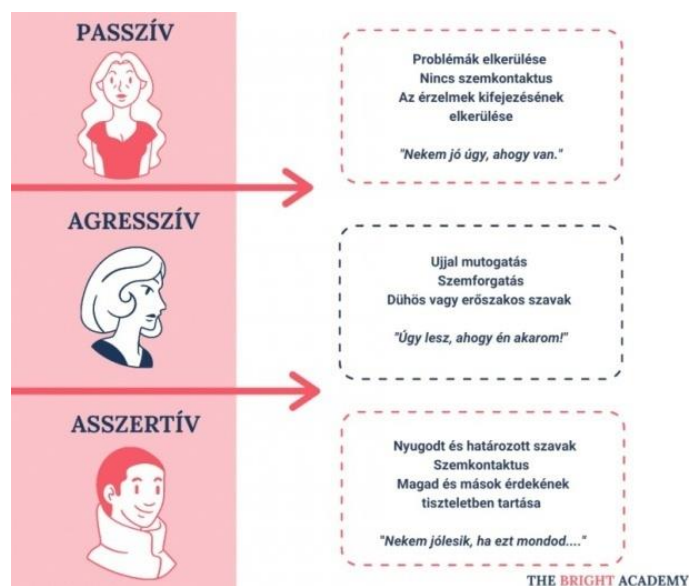 PASSZÍV
Problémák elkerülése
Nincs szemkontaktus
Az érzelmek kifejezésének
elkerülése
"Nekem jó úgy, ahogy van."
AGRESSZÍV
Ujjal mutogatás
Szemforgatás
Dühös vagy erőszakos szavak
"Úgy lesz, ahogy én akarom!"
ASSZERTÍV
Nyugodt és határozott szavak
Szemkontaktus
Magad és mások érdekének
tiszteletben tartása
"Nekem jólesik, ha ezt mondod...."
THE BRIGHT ACADEMY